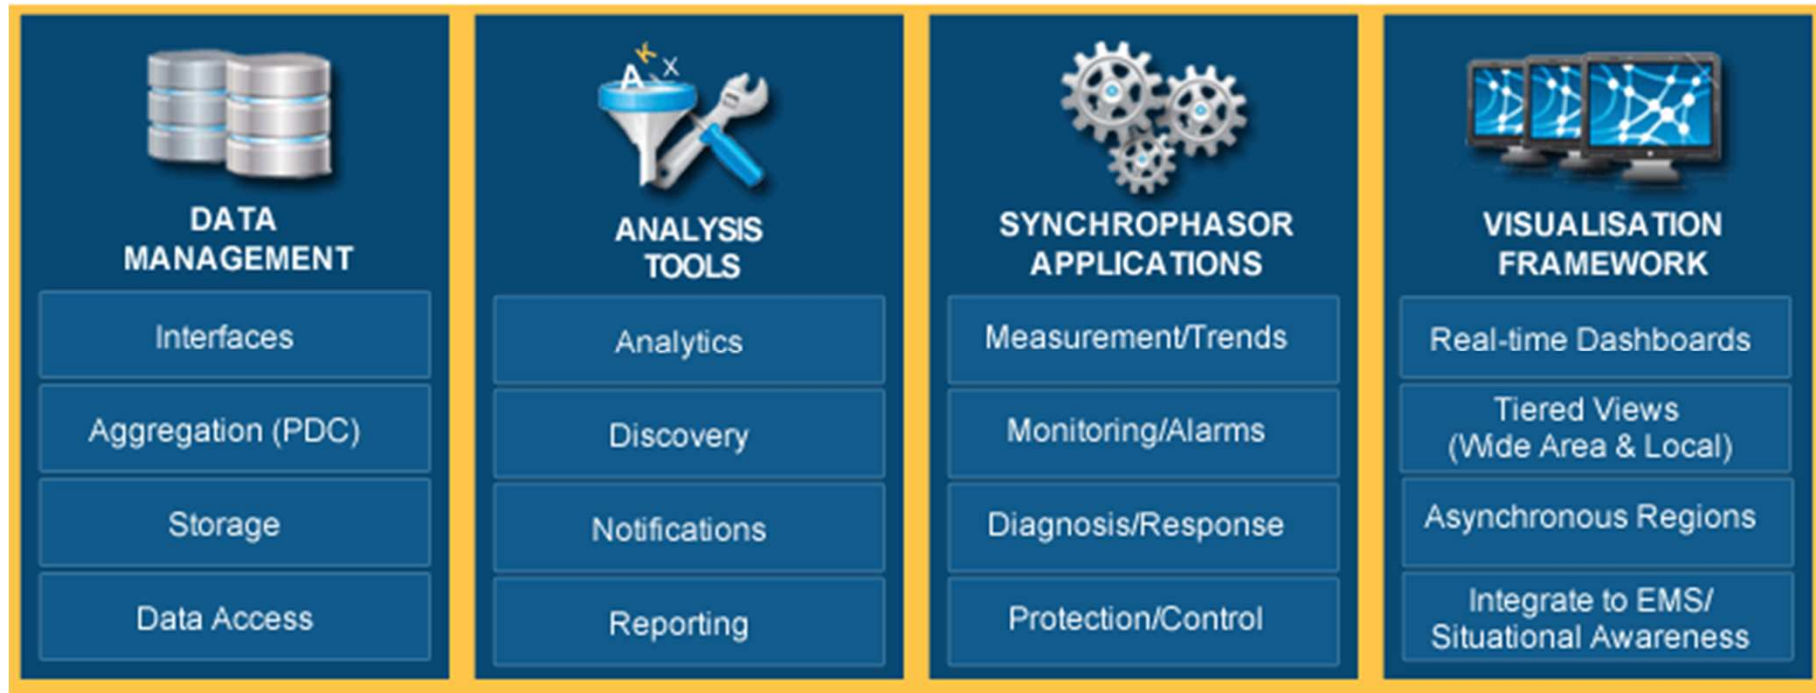 A K X
DATA
MANAGEMENT
Interfaces
Aggregation (PDC)
Storage
Data Access
ANALYSIS
TOOLS
Analytics
Discovery
Notifications
Reporting
SYNCHROPHASOR
APPLICATIONS
Measurement/Trends
Monitoring/Alarms
Diagnosis/Response
Protection/Control
VISUALISATION
FRAMEWORK
Real-time Dashboards
Tiered Views
(Wide Area & Local)
Asynchronous Regions
Integrate to EMS/
Situational Awareness